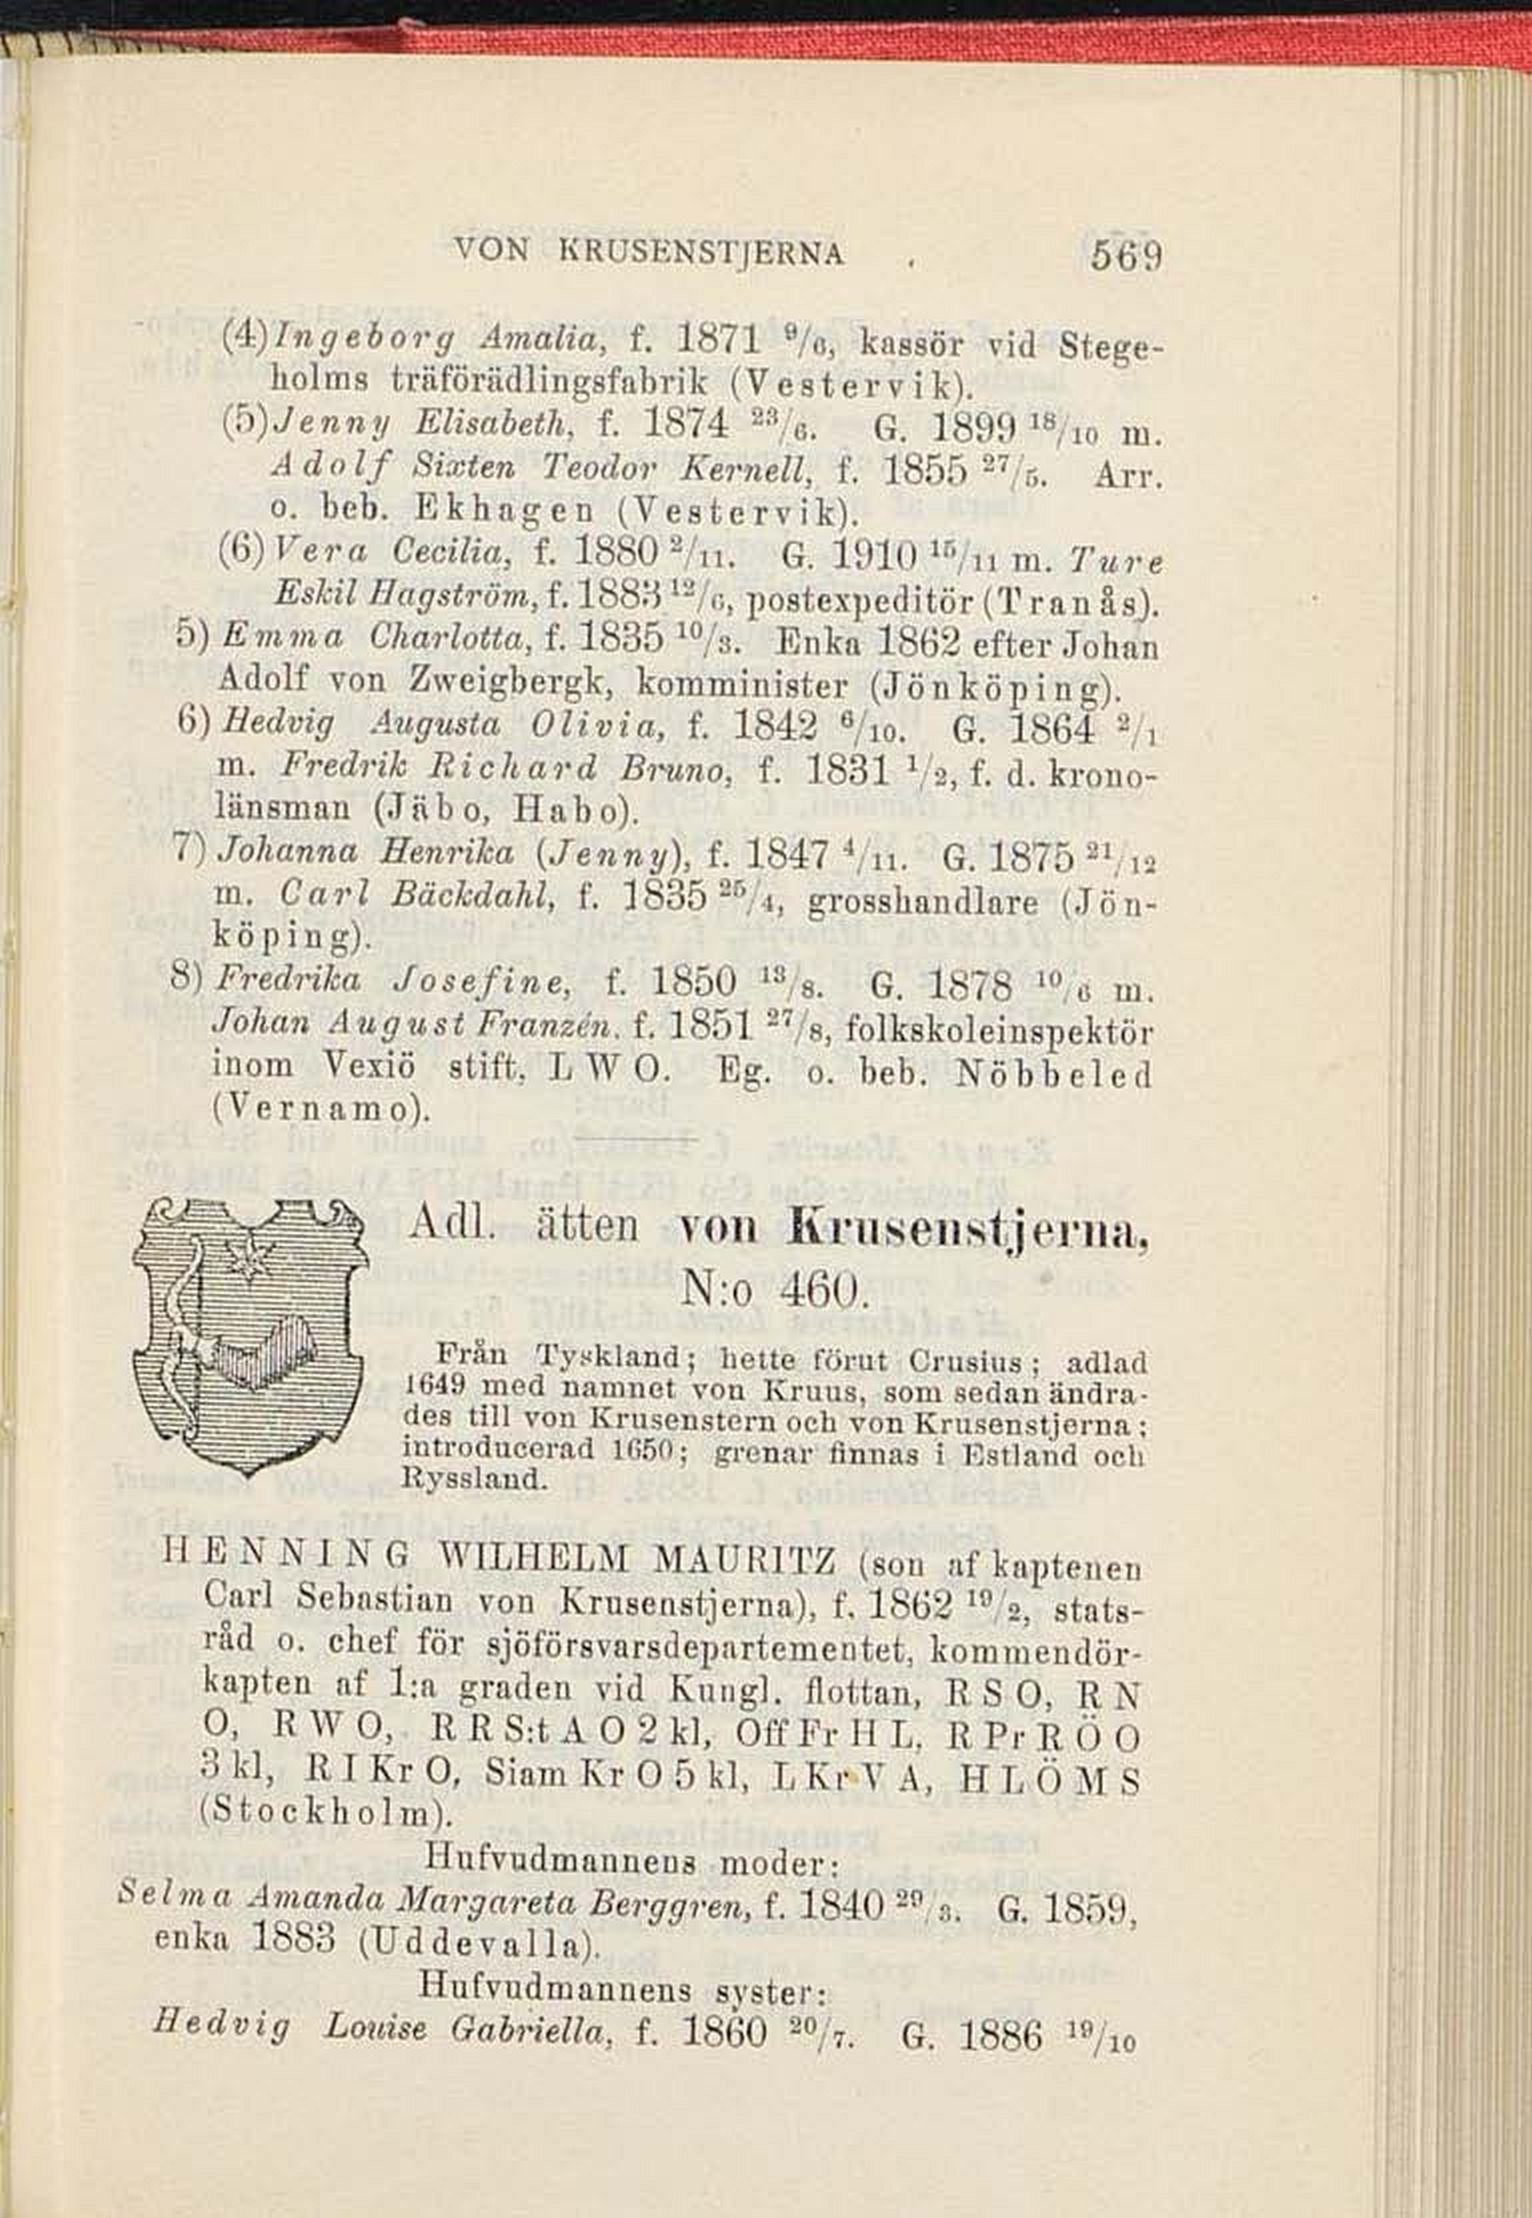 VON KRUSENSTJERNA 569
(4) Ingeborg Amalia, f. 1871 9/6, kassör vid Stege-
holms träförädlingsfabrik (Vestervik).
(5) Jenny Elisabeth, f. 1874 23/6. G. 1899 18/10 m.
Adolf Sixten Teodor Kernell, f. 1855 27/5. Arr.
o. beb. Ekhagen (Vestervik).
(6) Vera Cecilia, f. 1880 2/11. G. 1910 15/11 m. Ture
Eskil Hagström, f. 1883 12/6, postexpeditör (Tranås).
5) Emma Charlotta, f. 1835 10/3. Enka 1862 efter Johan
Adolf von Zweigbergk, komminister (Jönköping).
6) Hedvig Augusta Olivia, f. 1842 6/10. G. 1864 2/1
m. Fredrik Richard Bruno, f. 1831 1/2, f. d. krono-
länsman (Jäbo, Habo).
7) Johanna Henrika (Jenny), f. 1847 4/11. G. 1875 21/12
m. Carl Bäckdahl, f. 1835 25/4, grosshandlare (Jön-
köping).
8) Fredrika Josefine, f. 1850 13/8. G. 1878 10/6 m.
Johan August Franzén, f. 1851 27/8, folkskoleinspektör
inom Vexiö stift, L W O. Eg. o. beb. Nöbbeled
(Vernamo).
Adl. ätten von Krusenstjerna,
N:o 460.
Från Tyskland; hette förut Crusius; adlad
1649 med namnet von Kruus, som sedan ändra-
des till von Krusenstern och von Krusenstjerna;
introducerad 1650; grenar finnas i Estland och
Ryssland.
HENNING WILHELM MAURITZ (son af kaptenen
Carl Sebastian von Krusenstjerna), f. 1862 19/2, stats-
råd o. chef för sjöförsvarsdepartementet, kommendör-
kapten af 1:a graden vid Kungl. flottan, R S O, R N
O, R W O, R R S:t A O 2 kl, Off Fr H L, R Pr R Ö O
3 kl, R I Kr O, Siam Kr O 5 kl, L Kr V A, H L Ö M S
(Stockholm).
Hufvudmannens moder:
Selma Amanda Margareta Berggren, f. 1840 29/3. G. 1859,
enka 1883 (Uddevalla).
Hufvudmannens syster:
Hedvig Louise Gabriella, f. 1860 20/7. G. 1886 19/10